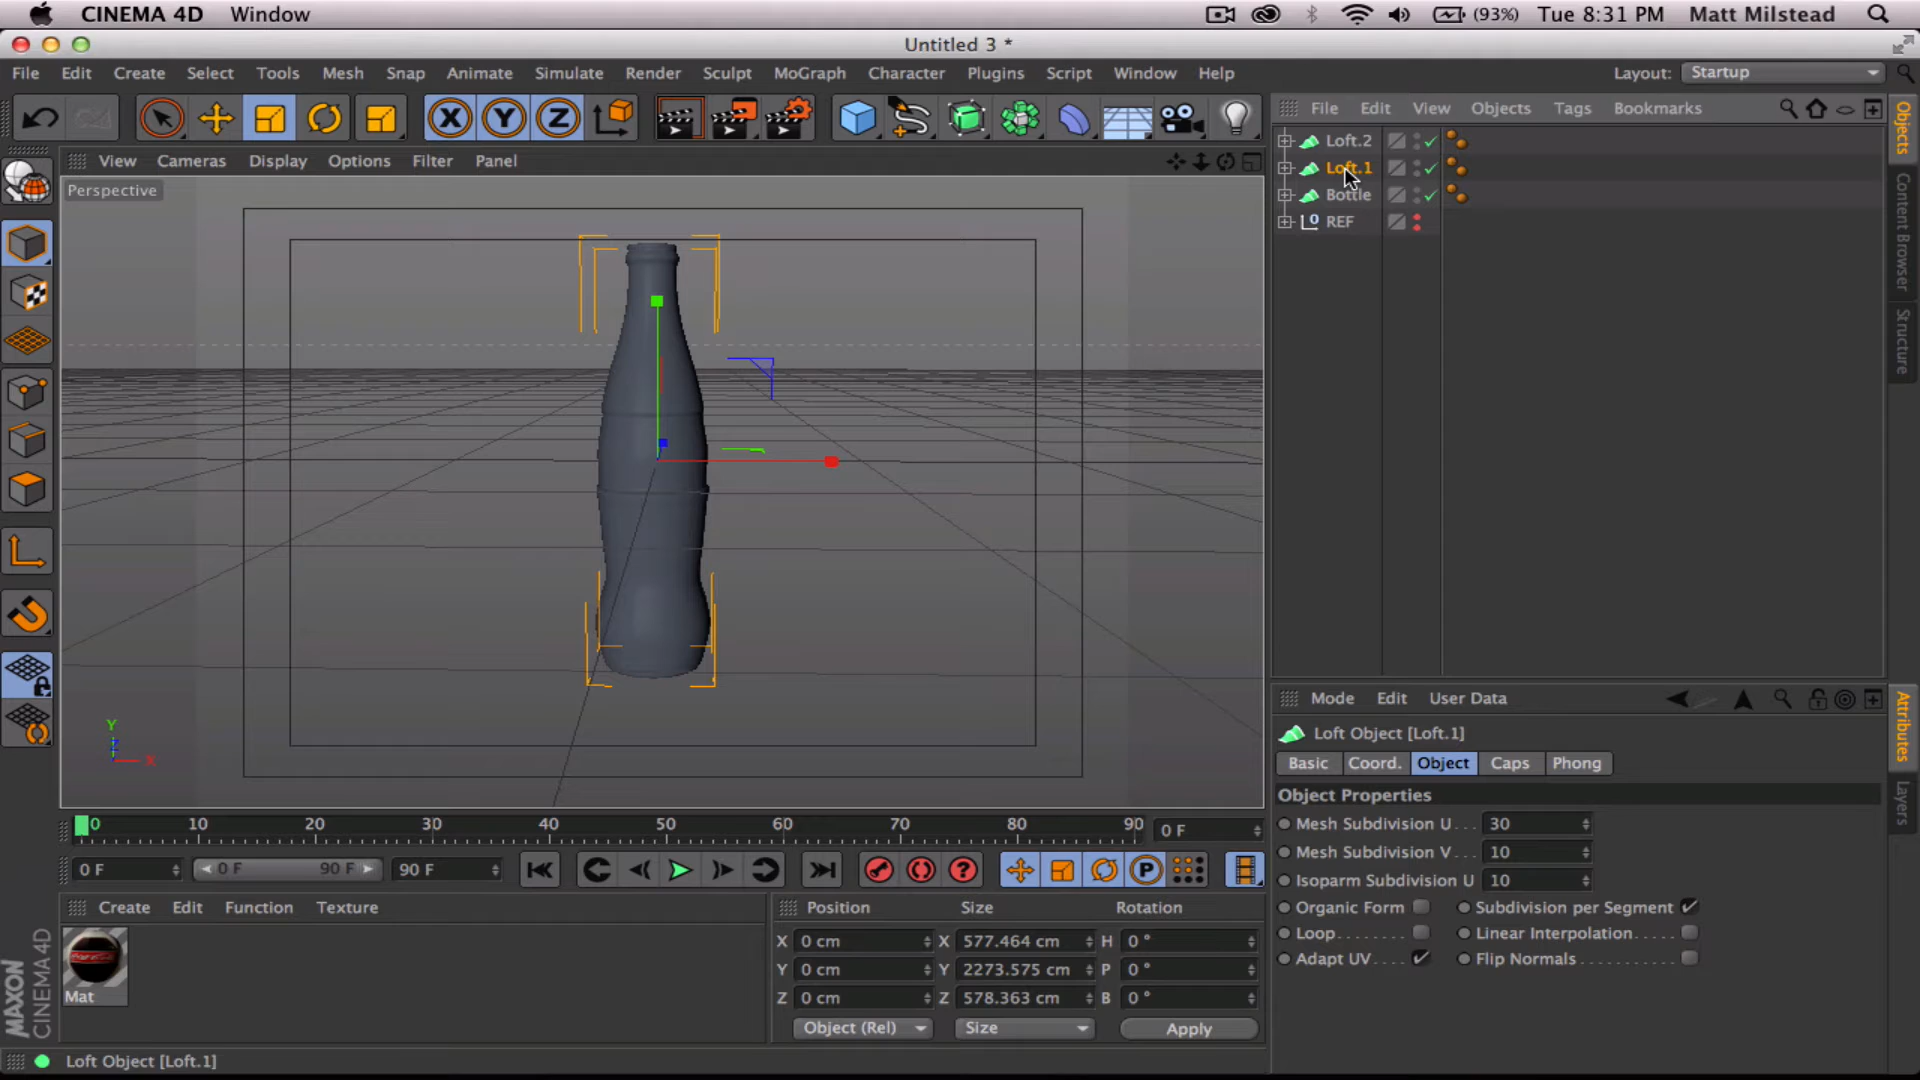 CINEMA 4D Window (93%) Tue 8:31 PM Matt Milstead
Untitled 3 *
File Edit Create Select Tools Mesh Snap Animate Simulate Render Sculpt MoGraph Character Plugins Script Window Help Layout: Startup
X Y Z
File Edit View Objects Tags Bookmarks
Objects
Content Browser
Structure
View Cameras Display Options Filter Panel
Perspective
Loft.2
Loft.1
Bottle
REF
Y
Z
X
Mode Edit User Data
Attributes
Layers
Loft Object [Loft.1]
Basic Coord. Object Caps Phong
Object Properties
Mesh Subdivision U . . . 30
Mesh Subdivision V . . . 10
Isoparm Subdivision U 10
Organic Form Subdivision per Segment
Loop . . . . . . . . Linear Interpolation . . . . .
Adapt UV . . . . Flip Normals . . . . . . . . . . . .
0 10 20 30 40 50 60 70 80 90 0 F
0 F 0 F 90 F 90 F
P
Create Edit Function Texture
Mat
MAXON
CINEMA 4D
Position Size Rotation
X 0 cm X 577.464 cm H 0 °
Y 0 cm Y 2273.575 cm P 0 °
Z 0 cm Z 578.363 cm B 0 °
Object (Rel) Size Apply
Loft Object [Loft.1]